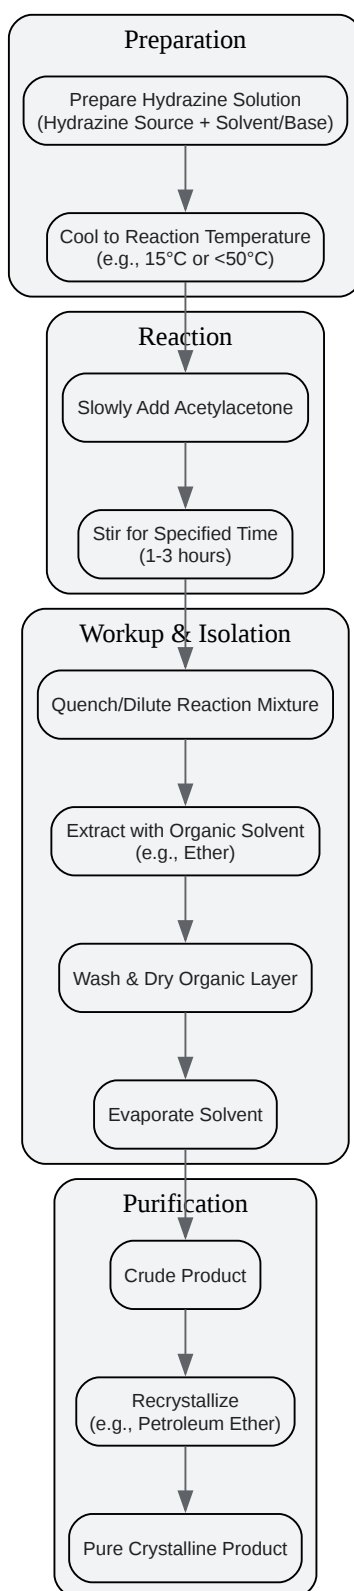 Preparation
Prepare Hydrazine Solution
(Hydrazine Source + Solvent/Base)
Cool to Reaction Temperature
(e.g., 15°C or <50°C)
Reaction
Slowly Add Acetylacetone
Stir for Specified Time
(1-3 hours)
Workup & Isolation
Quench/Dilute Reaction Mixture
Extract with Organic Solvent
(e.g., Ether)
Wash & Dry Organic Layer
Evaporate Solvent
Purification
Crude Product
Recrystallize
(e.g., Petroleum Ether)
Pure Crystalline Product